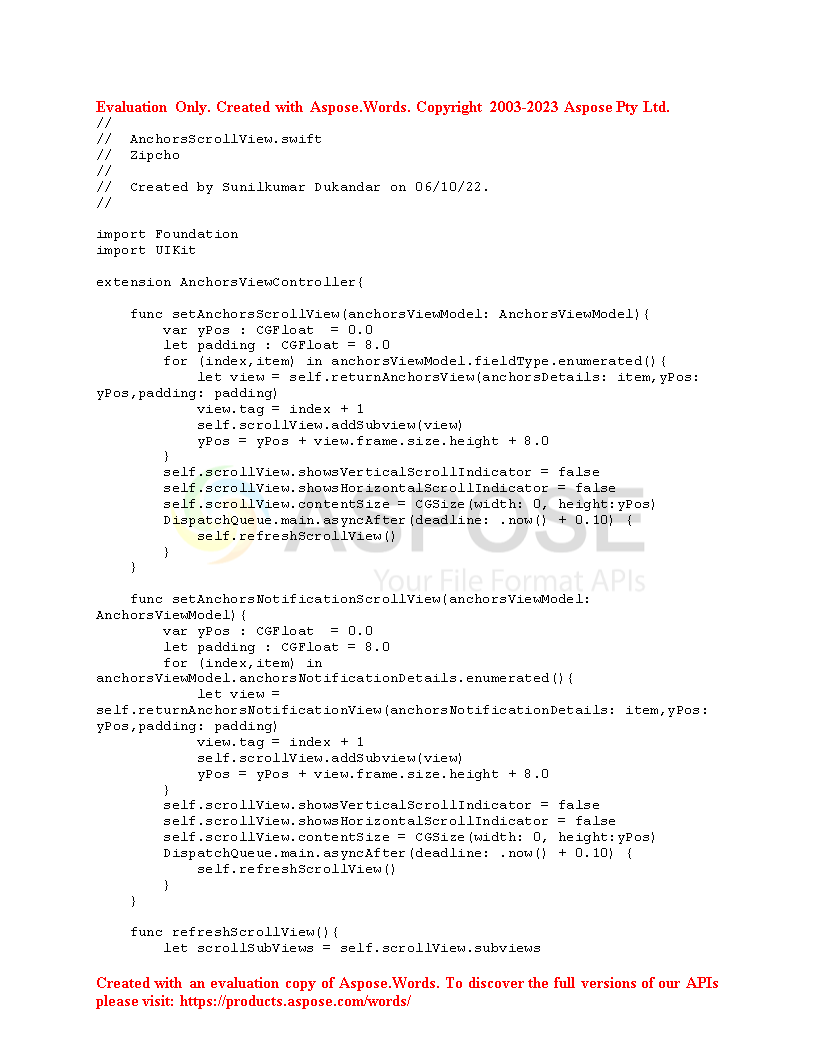 Evaluation Only. Created with Aspose.Words. Copyright 2003-2023 Aspose Pty Ltd.
//
//  AnchorsScrollView.swift
//  Zipcho
//
//  Created by Sunilkumar Dukandar on 06/10/22.
//
import Foundation
import UIKit
extension AnchorsViewController{
    func setAnchorsScrollView(anchorsViewModel: AnchorsViewModel){
        var yPos : CGFloat  = 0.0
        let padding : CGFloat = 8.0
        for (index,item) in anchorsViewModel.fieldType.enumerated(){
            let view = self.returnAnchorsView(anchorsDetails: item,yPos:
yPos,padding: padding)
            view.tag = index + 1
            self.scrollView.addSubview(view)
            yPos = yPos + view.frame.size.height + 8.0
        }
        self.scrollView.showsVerticalScrollIndicator = false
        self.scrollView.showsHorizontalScrollIndicator = false
        self.scrollView.contentSize = CGSize(width: 0, height:yPos)
        DispatchQueue.main.asyncAfter(deadline: .now() + 0.10) {
            self.refreshScrollView()
        }
    }
ASPOSE
Your File Format APIs
    func setAnchorsNotificationScrollView(anchorsViewModel:
AnchorsViewModel){
        var yPos : CGFloat  = 0.0
        let padding : CGFloat = 8.0
        for (index,item) in
anchorsViewModel.anchorsNotificationDetails.enumerated(){
            let view =
self.returnAnchorsNotificationView(anchorsNotificationDetails: item,yPos:
yPos,padding: padding)
            view.tag = index + 1
            self.scrollView.addSubview(view)
            yPos = yPos + view.frame.size.height + 8.0
        }
        self.scrollView.showsVerticalScrollIndicator = false
        self.scrollView.showsHorizontalScrollIndicator = false
        self.scrollView.contentSize = CGSize(width: 0, height:yPos)
        DispatchQueue.main.asyncAfter(deadline: .now() + 0.10) {
            self.refreshScrollView()
        }
    }
    func refreshScrollView(){
        let scrollSubViews = self.scrollView.subviews
Created with an evaluation copy of Aspose.Words. To discover the full versions of our APIs
please visit: https://products.aspose.com/words/